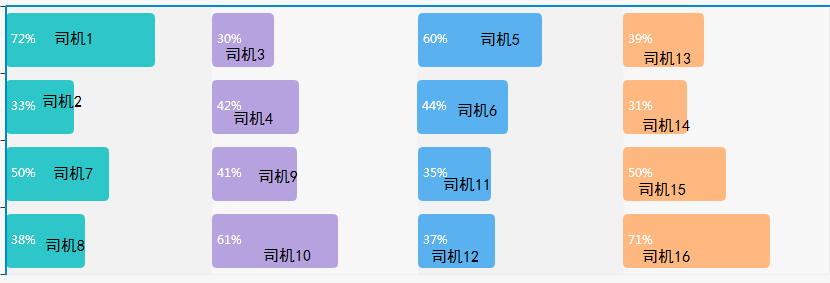 72% 司机1
30% 司机3
60% 司机5
39% 司机13
33% 司机2
42% 司机4
44% 司机6
31% 司机14
50% 司机7
41% 司机9
35% 司机11
50% 司机15
38% 司机8
61% 司机10
37% 司机12
71% 司机16